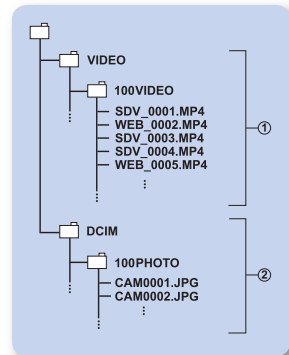 VIDEO
100VIDEO
SDV_0001.MP4
WEB_0002.MP4
SDV_0003.MP4
SDV_0004.MP4
WEB_0005.MP4
①
DCIM
100PHOTO
CAM0001.JPG
CAM0002.JPG
②